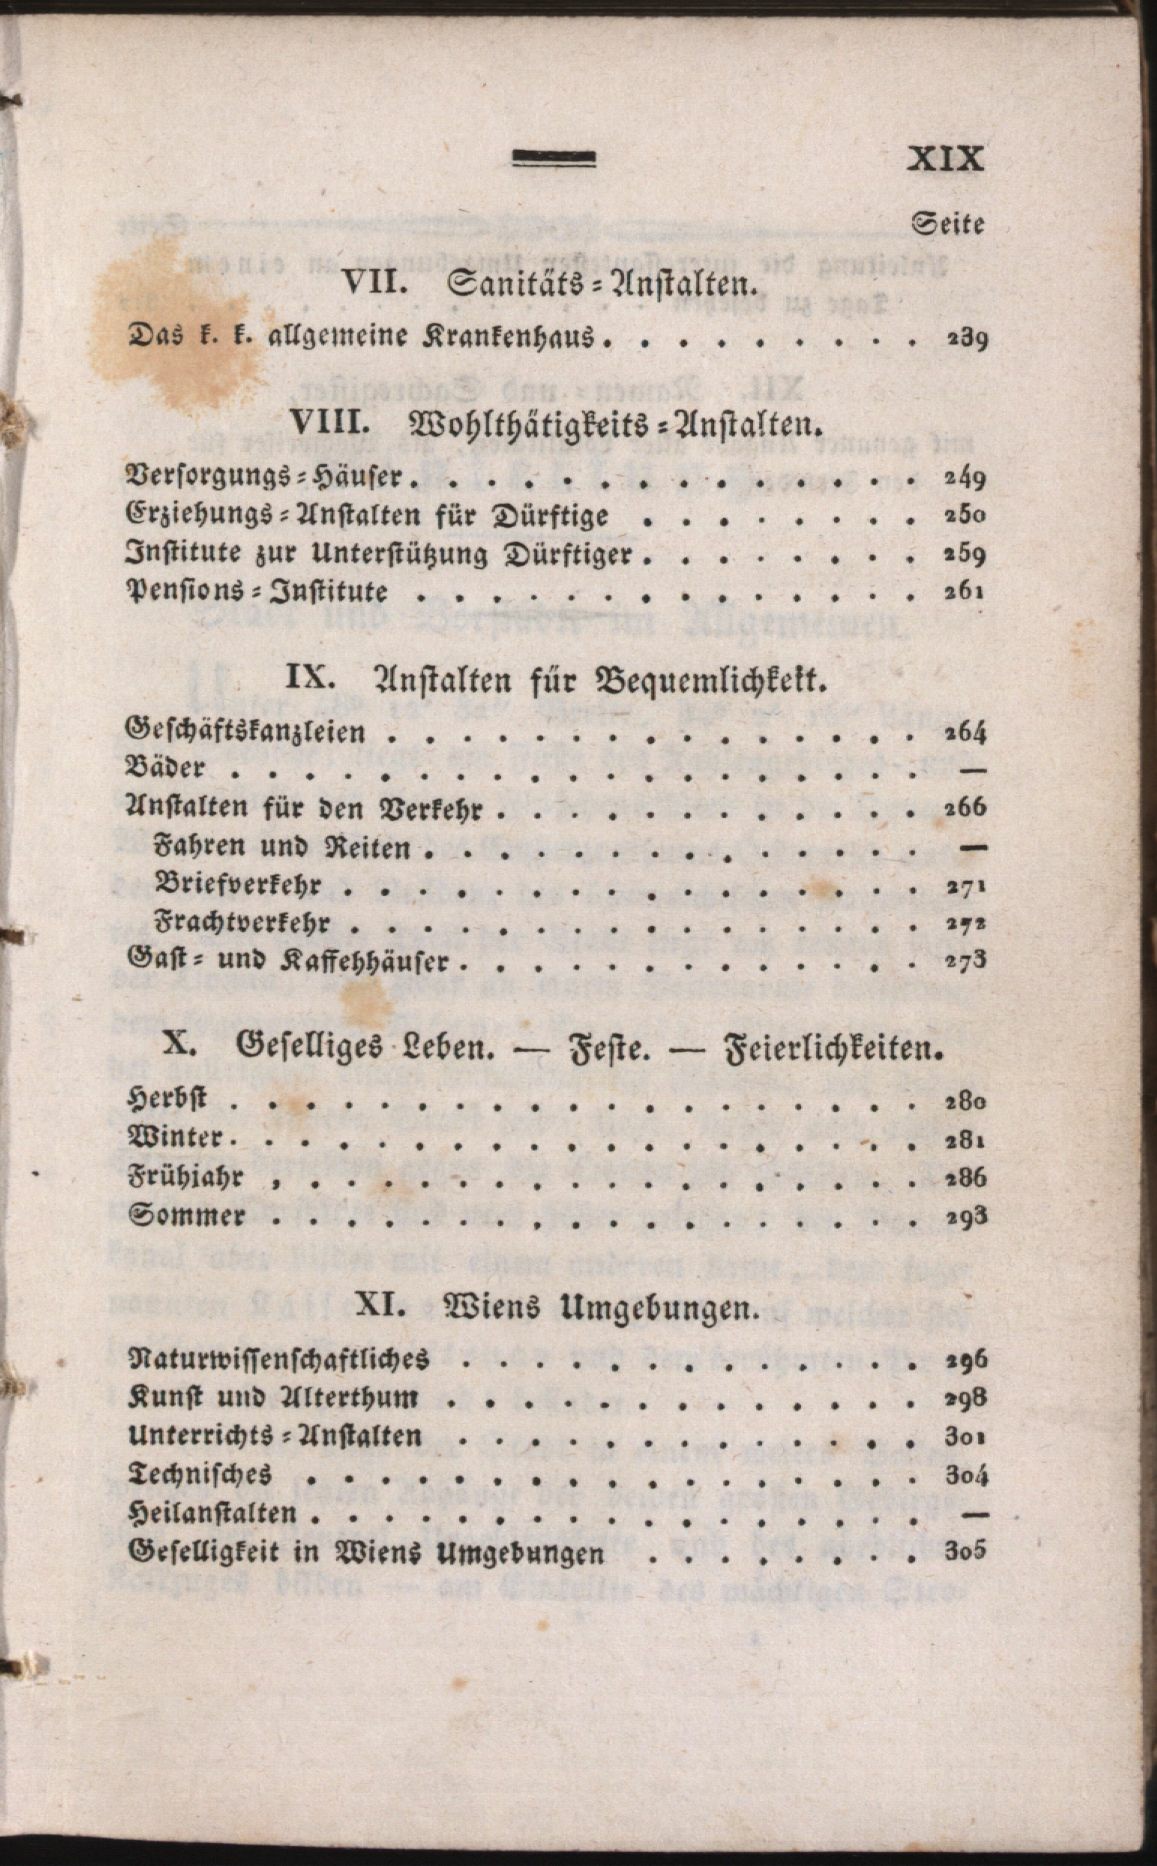 XIX
Seite
VII. Sanitäts-Anstalten.
Das k. k. allgemeine Krankenhaus. . . . . . . . . 239
VIII. Wohlthätigkeits-Anstalten.
Versorgungs-Häuser. . . . . . . . . . . . . . 249
Erziehungs-Anstalten für Dürftige . . . . . . . . 250
Institute zur Unterstützung Dürftiger. . . . . . . . 259
Pensions-Institute . . . . . . . . . . . . . . 261
IX. Anstalten für Bequemlichkeit.
Geschäftskanzleien . . . . . . . . . . . . . . . 264
Bäder . . . . . . . . . . . . . . . . . . . —
Anstalten für den Verkehr . . . . . . . . . . . . 266
Fahren und Reiten . . . . . . . . . . . . . . —
Briefverkehr . . . . . . . . . . . . . . . . 271
Frachtverkehr . . . . . . . . . . . . . . . . 272
Gast- und Kaffehhäuser . . . . . . . . . . . . . 273
X. Geselliges Leben. — Feste. — Feierlichkeiten.
Herbst . . . . . . . . . . . . . . . . . . . 280
Winter. . . . . . . . . . . . . . . . . . . 281
Frühjahr , . . . . . . . . . . . . . . . . . 286
Sommer . . . . . . . . . . . . . . . . . . 293
XI. Wiens Umgebungen.
Naturwissenschaftliches . . . . . . . . . . . . . 296
Kunst und Alterthum . . . . . . . . . . . . . 298
Unterrichts-Anstalten . . . . . . . . . . . . . 301
Technisches . . . . . . . . . . . . . . . . . 304
Heilanstalten . . . . . . . . . . . . . . . . . —
Geselligkeit in Wiens Umgebungen . . . . . . . . 305